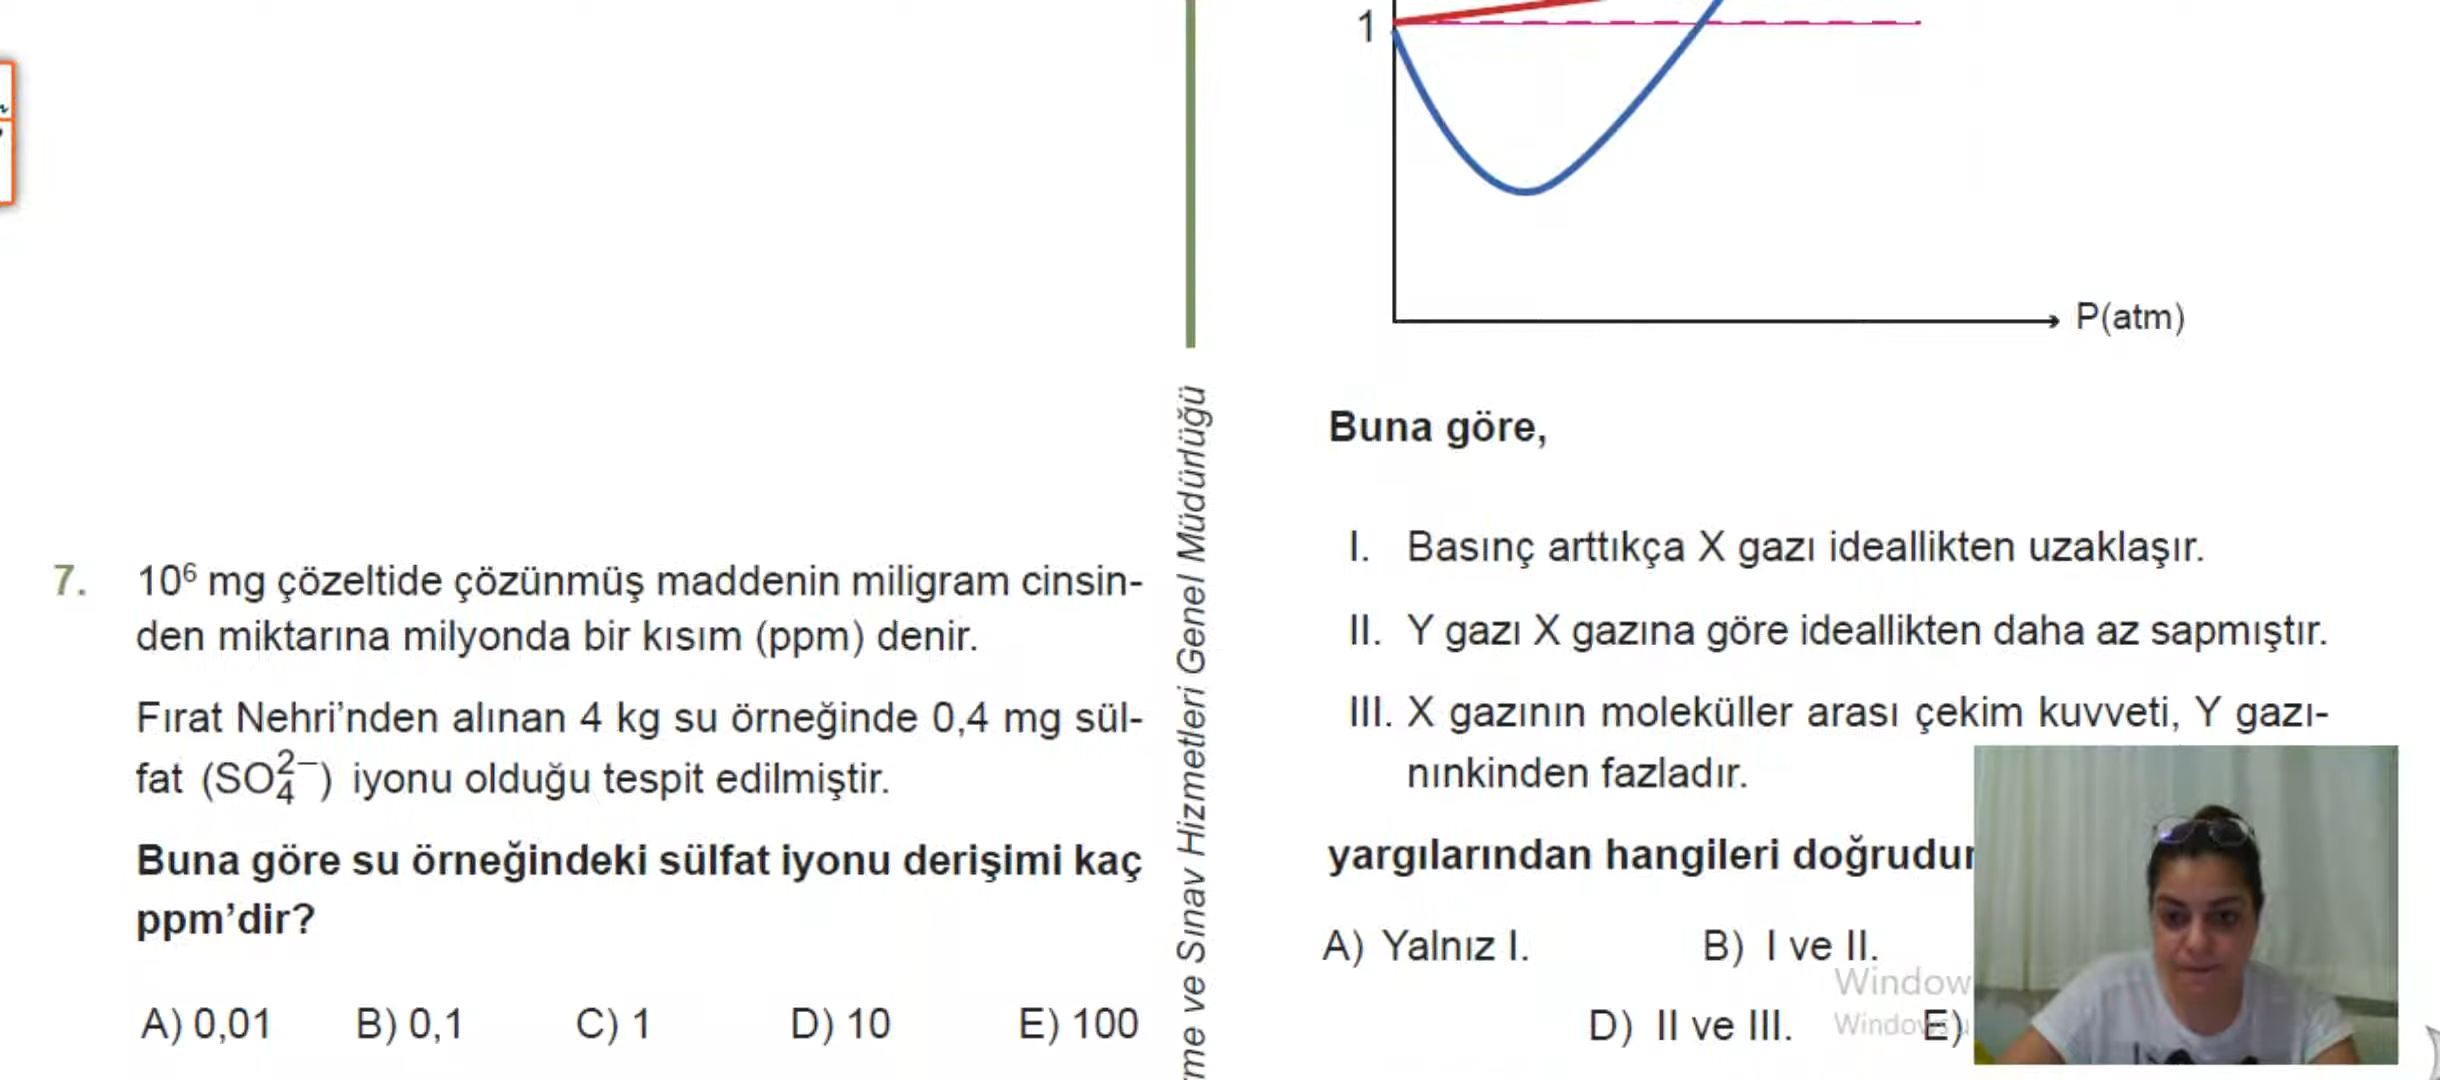 7. 10⁶ mg çözeltide çözünmüş maddenin miligram cinsin-
den miktarına milyonda bir kısım (ppm) denir.
Fırat Nehri’nden alınan 4 kg su örneğinde 0,4 mg sül-
fat (SO₄²⁻) iyonu olduğu tespit edilmiştir.
Buna göre su örneğindeki sülfat iyonu derişimi kaç
ppm’dir?
A) 0,01 B) 0,1 C) 1 D) 10 E) 100
ve Sınav Hizmetleri Genel Müdürlüğü
1
P(atm)
Buna göre,
I. Basınç arttıkça X gazı ideallikten uzaklaşır.
II. Y gazı X gazına göre ideallikten daha az sapmıştır.
III. X gazının moleküller arası çekim kuvveti, Y gazı-
nınkinden fazladır.
yargılarından hangileri doğrudur
A) Yalnız I. B) I ve II.
D) II ve III. E)
Window
Windows'u